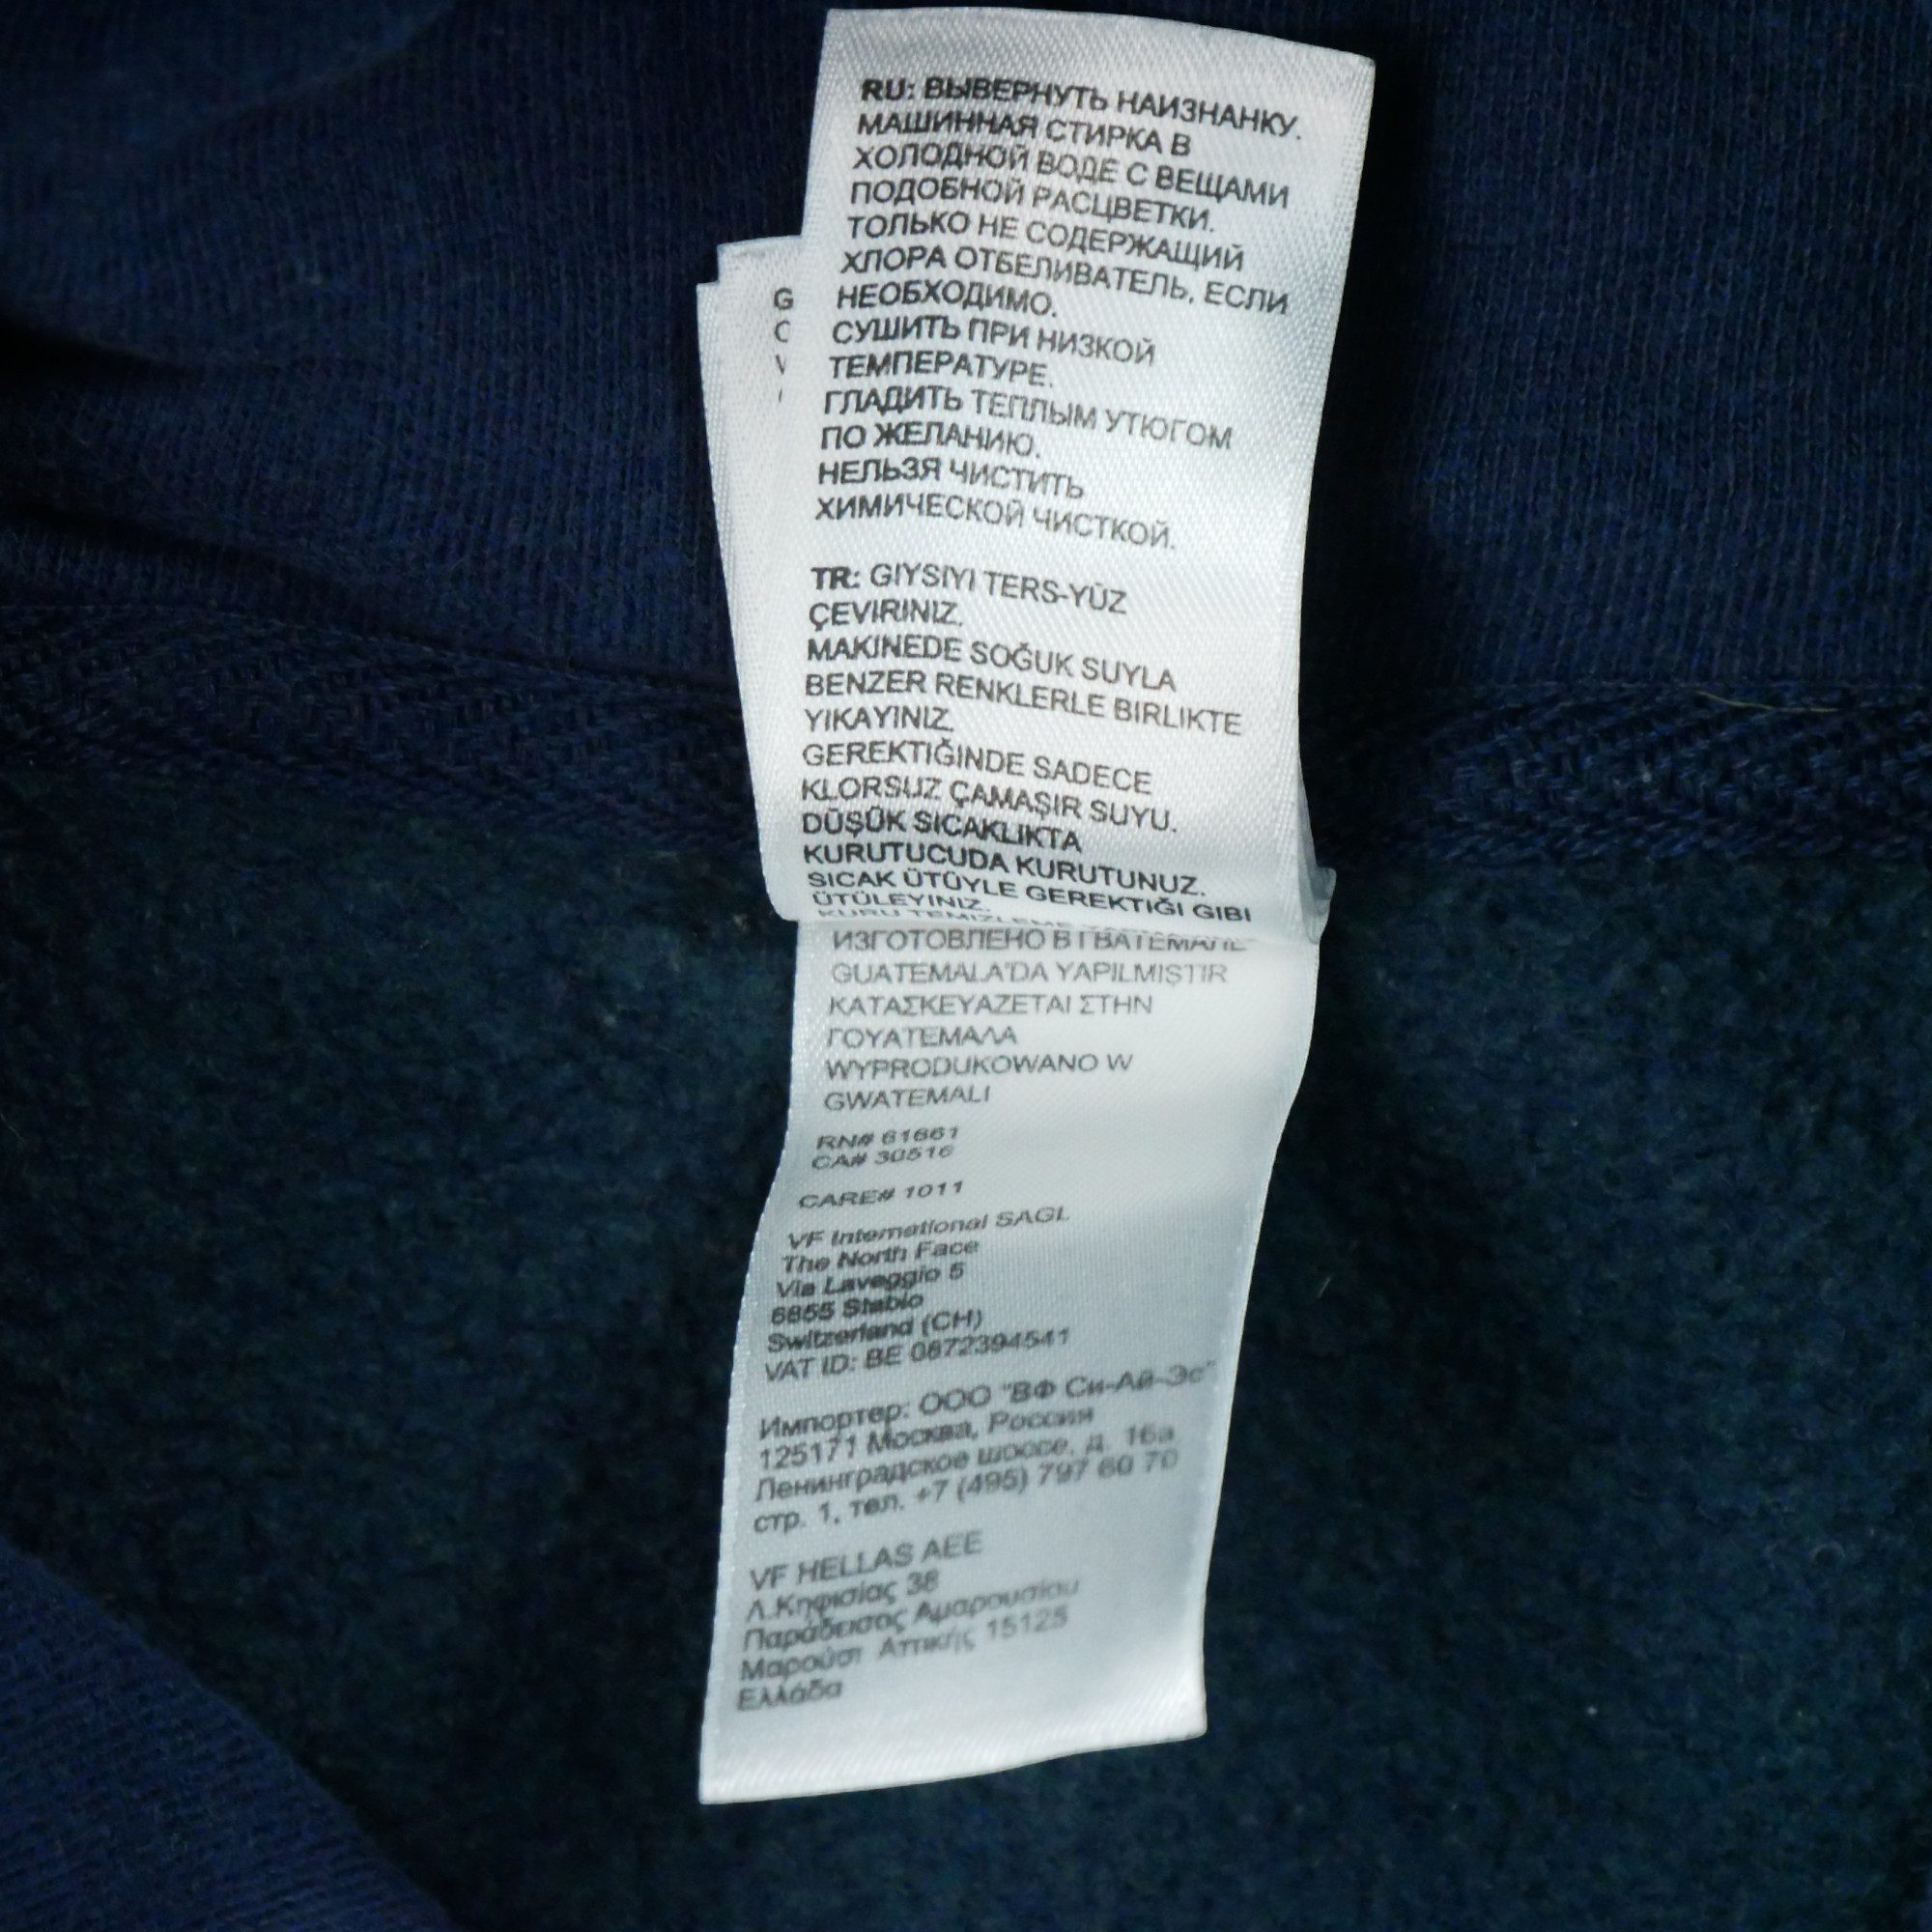 RU: ВЫВЕРНУТЬ НАИЗНАНКУ.
МАШИННАЯ СТИРКА В
ХОЛОДНОЙ ВОДЕ С ВЕЩАМИ
ПОДОБНОЙ РАСЦВЕТКИ.
ТОЛЬКО НЕ СОДЕРЖАЩИЙ
ХЛОРА ОТБЕЛИВАТЕЛЬ, ЕСЛИ
НЕОБХОДИМО.
СУШИТЬ ПРИ НИЗКОЙ
ТЕМПЕРАТУРЕ.
ГЛАДИТЬ ТЕПЛЫМ УТЮГОМ
ПО ЖЕЛАНИЮ.
НЕЛЬЗЯ ЧИСТИТЬ
ХИМИЧЕСКОЙ ЧИСТКОЙ.
TR: GIYSIYI TERS-YÜZ
ÇEVIRINIZ.
MAKINEDE SOĞUK SUYLA
BENZER RENKLERLE BIRLIKTE
YIKAYINIZ.
GEREKTIĞINDE SADECE
KLORSUZ ÇAMAŞIR SUYU.
DÜŞÜK SICAKLIKTA
KURUTUCUDA KURUTUNUZ.
SICAK ÜTÜYLE GEREKTIĞI GIBI
ÜTÜLEYINIZ.
KURU TEMIZLEME
ИЗГОТОВЛЕНО В ГВАТЕМАЛЕ
GUATEMALA'DA YAPILMIŞTIR
ΚΑΤΑΣΚΕΥΑΖΕΤΑΙ ΣΤΗΝ
ΓΟΥΑΤΕΜΑΛΑ
WYPRODUKOWANO W
GWATEMALI
RN# 61661
CA# 30516
CARE# 1011
VF International SAGL
The North Face
Via Laveggio 5
6855 Stabio
Switzerland (CH)
VAT ID: BE 0872394541
Импортер: ООО "ВФ Си-Ай-Эс"
125171 Москва, Россия
Ленинградское шоссе, д. 16а
стр. 1, тел. +7 (495) 797 60 70
VF HELLAS AEE
Λ.Κηφισίας 38
Παράδεισος Αμαρουσίου
Μαρούσι Αττικής 15125
Ελλάδα